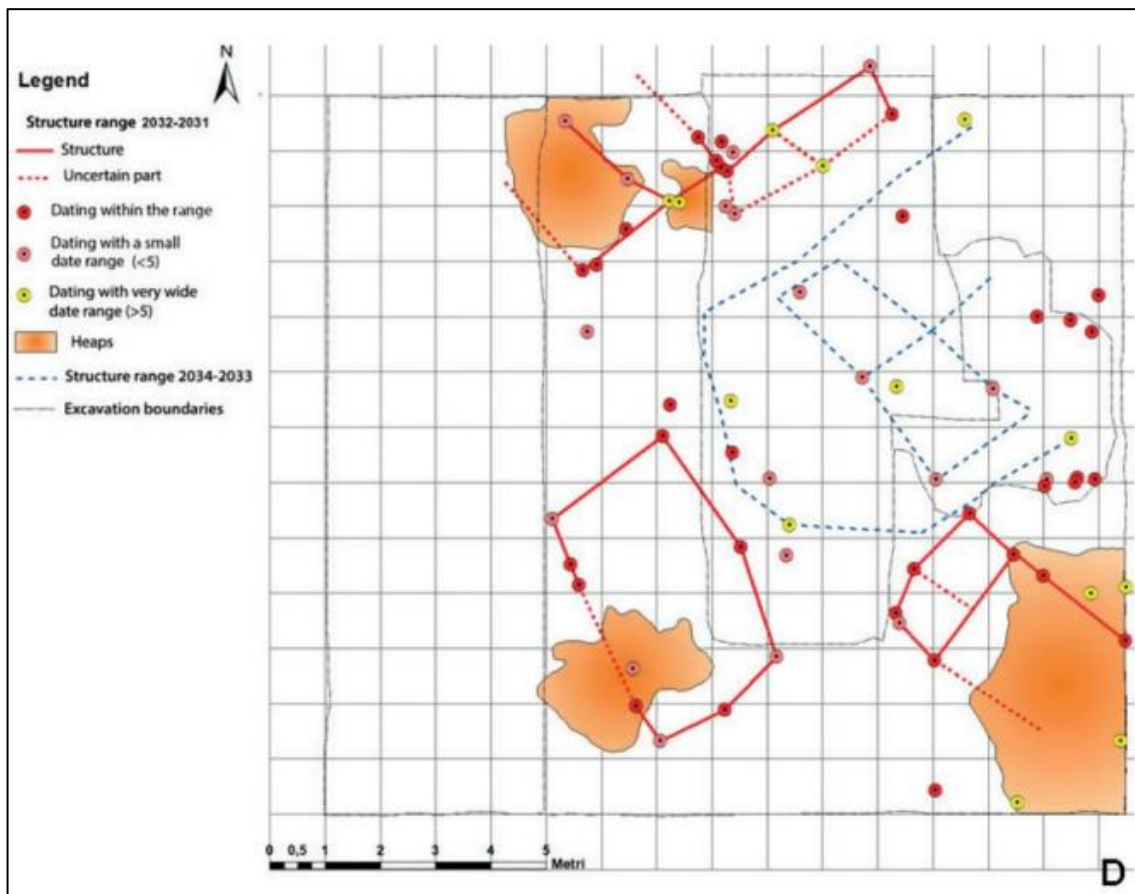 N
Legend
Structure range 2032-2031
Structure
Uncertain part
Dating within the range
Dating with a small
date range (<5)
Dating with very wide
date range (>5)
Heaps
Structure range 2034-2033
Excavation boundaries
0 0,5 1 2 3 4 5
Metri
D